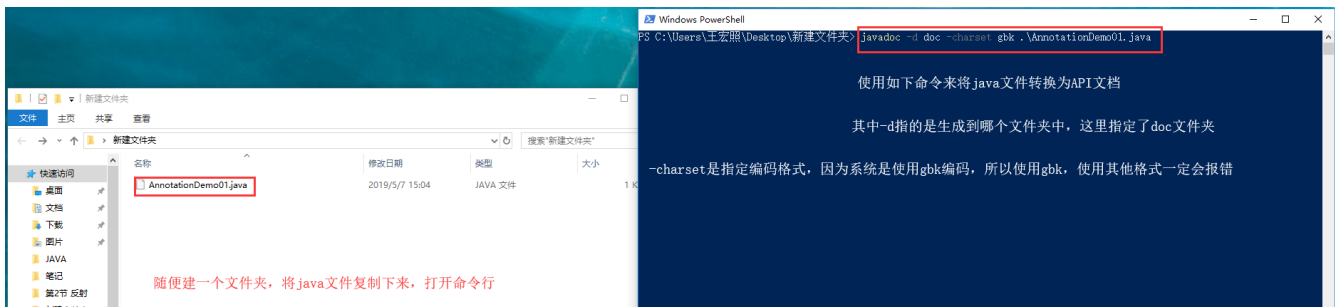 新建文件夹
文件 主页 共享 查看
新建文件夹
搜索"新建文件夹"
名称 修改日期 类型 大小
快速访问
AnnotationDemo01.java 2019/5/7 15:04 JAVA 文件 1 K
桌面
文档
下载
图片
JAVA
笔记
第2节 反射
随便建一个文件夹，将java文件复制下来，打开命令行
Windows PowerShell
PS C:\Users\王宏照\Desktop\新建文件夹> javadoc -d doc -charset gbk .\AnnotationDemo01.java
使用如下命令来将java文件转换为API文档
其中-d指的是生成到哪个文件夹中，这里指定了doc文件夹
-charset是指定编码格式，因为系统是使用gbk编码，所以使用gbk，使用其他格式一定会报错